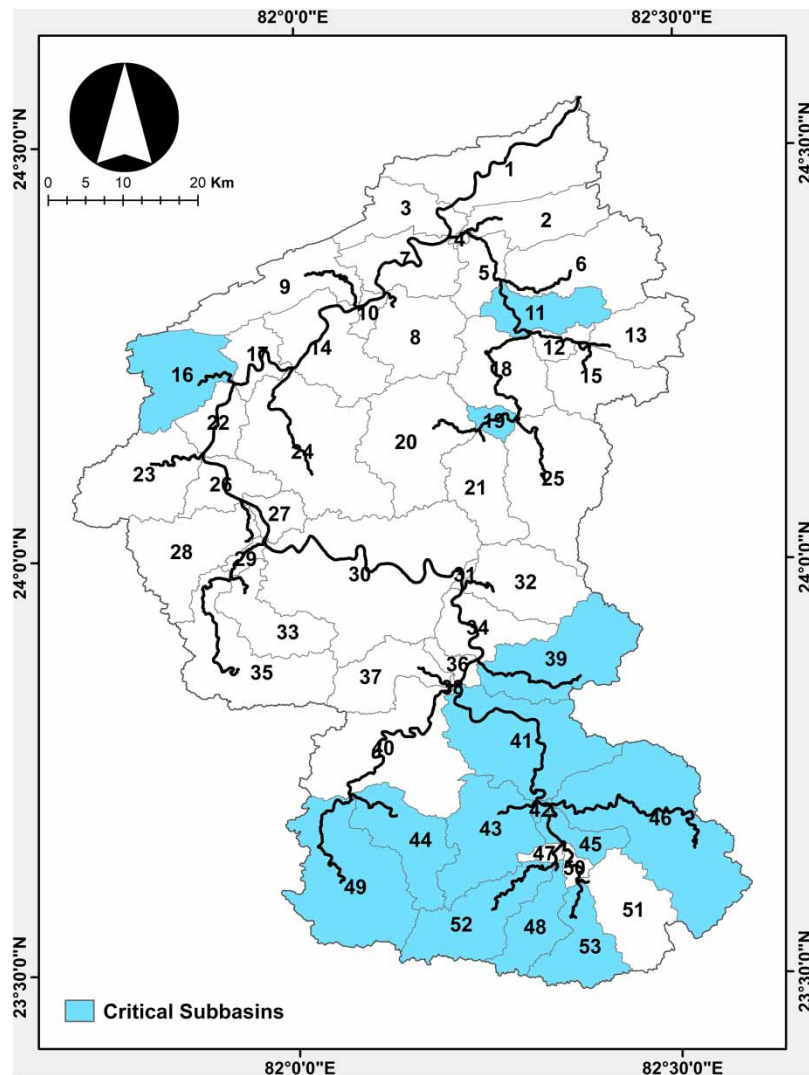 82°0'0"E 82°30'0"E
24°30'0"N 24°30'0"N
0 5 10 20 Km
1
3 2
4
7 5 6
9
10 11
14 8 12 13
17
16 18 15
22 19
24 20
23 26 21 25
27
28 29
24°0'0"N 30 31 32 24°0'0"N
33 34
35 37 36 39
38
40 41
42
44 43 45 46
47
49 50
52 48 51
53
23°30'0"N 23°30'0"N
Critical Subbasins
82°0'0"E 82°30'0"E